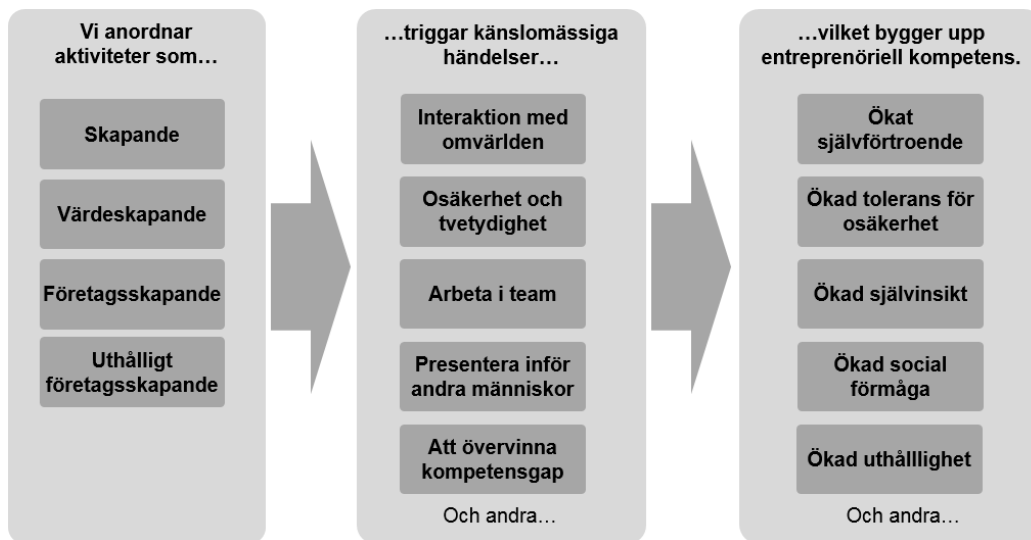 Vi anordnar
aktiviteter som…
Skapande
Värdeskapande
Företagsskapande
Uthålligt
företagsskapande
…triggar känslomässiga
händelser…
Interaktion med
omvärlden
Osäkerhet och
tvetydighet
Arbeta i team
Presentera inför
andra människor
Att övervinna
kompetensgap
Och andra…
…vilket bygger upp
entreprenöriell kompetens.
Ökat
självförtroende
Ökad tolerans för
osäkerhet
Ökad självinsikt
Ökad social
förmåga
Ökad uthålllighet
Och andra…